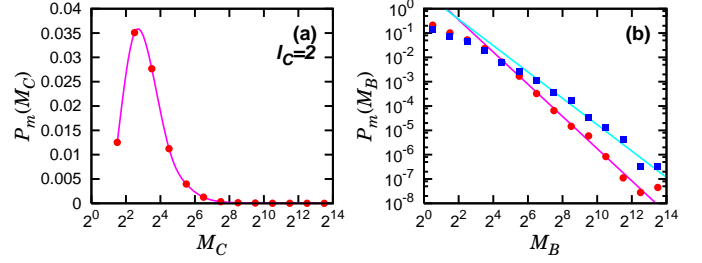 (a)
l_C=2
P_m(M_C)
0.04
0.035
0.03
0.025
0.02
0.015
0.01
0.005
0
2^0 2^2 2^4 2^6 2^8 2^10 2^12 2^14
M_C
(b)
P_m(M_B)
10^0
10^-1
10^-2
10^-3
10^-4
10^-5
10^-6
10^-7
10^-8
2^0 2^2 2^4 2^6 2^8 2^10 2^12 2^14
M_B